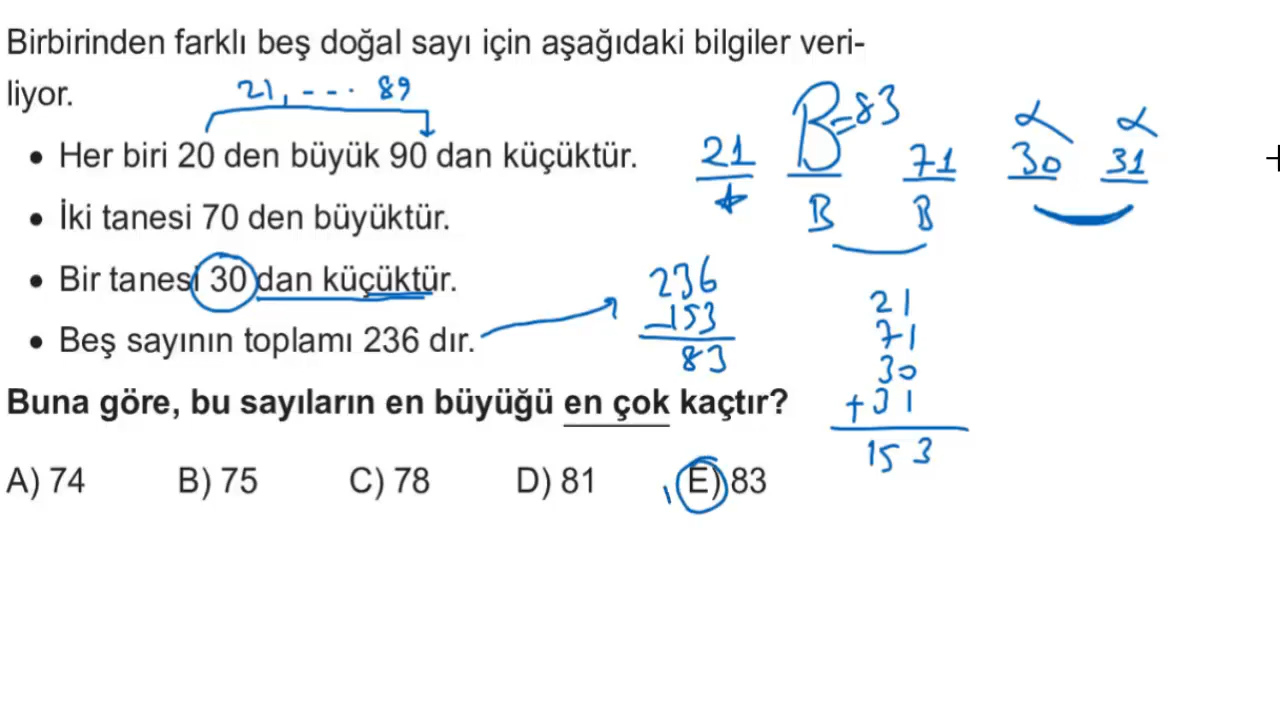 Birbirinden farklı beş doğal sayı için aşağıdaki bilgiler veri-
liyor.
21, --- 89
• Her biri 20 den büyük 90 dan küçüktür.
• İki tanesi 70 den büyüktür.
• Bir tanesi 30 dan küçüktür.
• Beş sayının toplamı 236 dır.
Buna göre, bu sayıların en büyüğü en çok kaçtır?
A) 74 B) 75 C) 78 D) 81 E) 83
B=83
21 71 30 31
B B
236
-153
83
21
71
30
+31
153